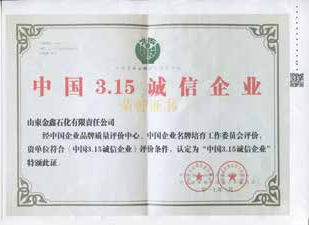 中国3.15诚信企业
荣誉证书
山东金鑫石化有限责任公司
经中国企业品牌质量评价中心、中国企业名牌培育工作委员会评价，
贵单位符合《中国3.15诚信企业》评价条件，认定为“中国3.15诚信企业”
特颁此证。